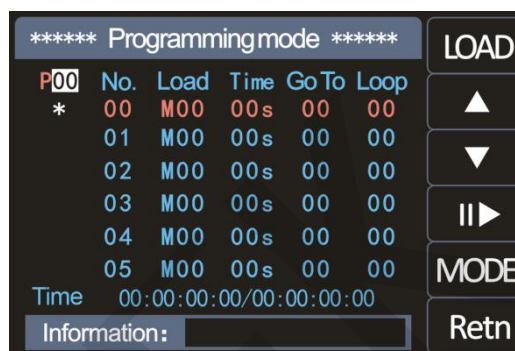 ****** Programming mode ******
P00 No. Load Time Go To Loop
* 00 M00 00s 00 00
01 M00 00s 00 00
02 M00 00s 00 00
03 M00 00s 00 00
04 M00 00s 00 00
05 M00 00s 00 00
Time 00:00:00:00/00:00:00:00
Information:
LOAD
MODE
Retn